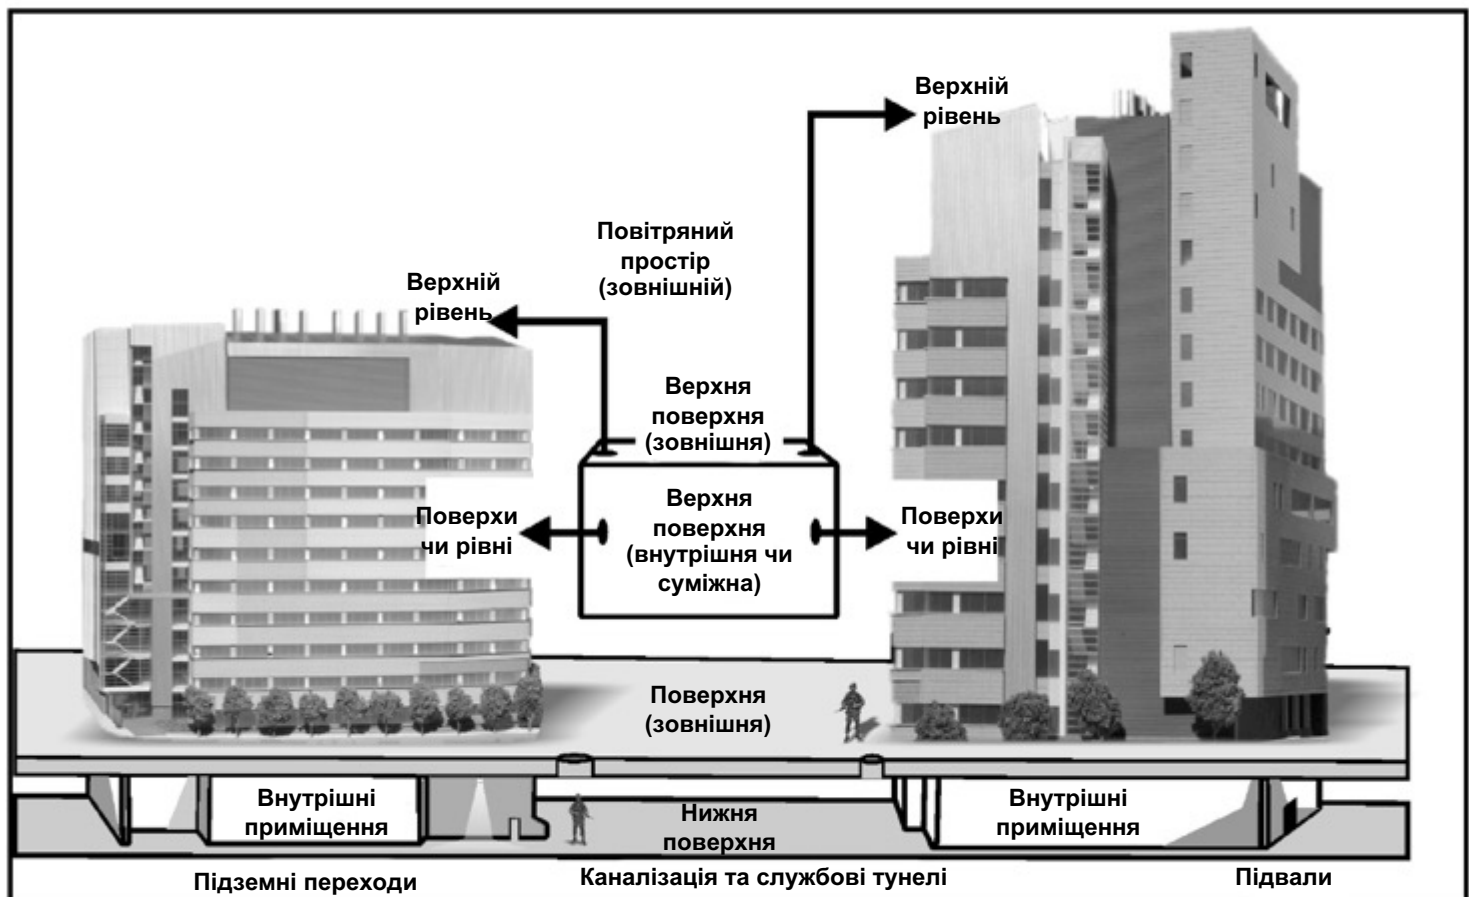 Верхній
рівень
Повітряний
простір
(зовнішній)
Верхній
рівень
Верхня
поверхня
(зовнішня)
Верхня
поверхня
(внутрішня чи
суміжна)
Поверхи
чи рівні
Поверхи
чи рівні
Поверхня
(зовнішня)
Внутрішні
приміщення
Нижня
поверхня
Внутрішні
приміщення
Підземні переходи
Каналізація та службові тунелі
Підвали